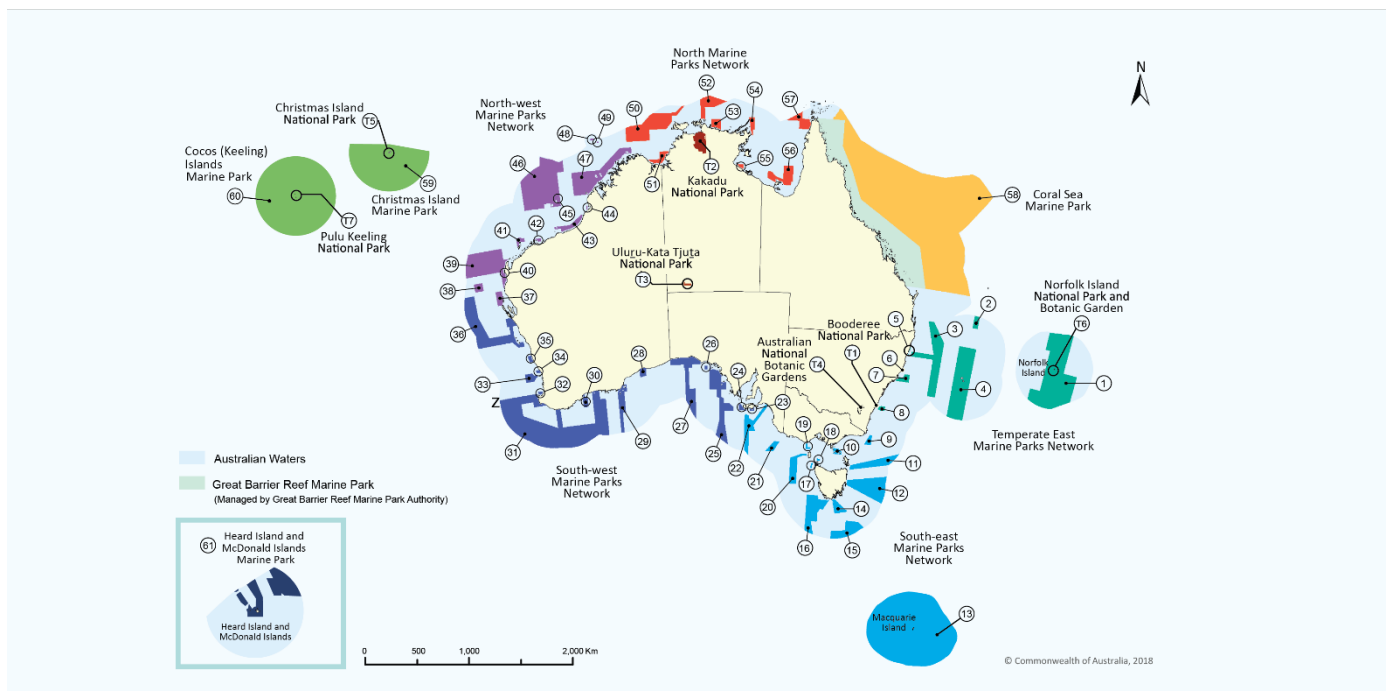 North Marine
Parks Network
N
52
54
57
53
50
North-west
Marine Parks
Network
49
48
Christmas Island
National Park
T5
Cocos (Keeling)
Islands
Marine Park
60
59
Christmas Island
Marine Park
T7
Pulu Keeling
National Park
46
47
51
T2
Kakadu
National Park
55
56
58
Coral Sea
Marine Park
45
44
42
41
43
39
40
38
37
36
Uluru-Kata Tjuta
National Park
T3
Norfolk Island
National Park and
Botanic Garden
T6
2
3
5
Booderee
National Park
Australian
National
Botanic
Gardens
T1
T4
6
7
4
Norfolk
Island
1
8
Temperate East
Marine Parks Network
35
34
33
32
30
28
26
24
23
Z
31
29
27
25
22
21
20
19
18
17
10
9
11
12
14
16
15
South-west
Marine Parks
Network
South-east
Marine Parks
Network
Macquarie
Island
13
Australian Waters
Great Barrier Reef Marine Park
(Managed by Great Barrier Reef Marine Park Authority)
61
Heard Island and
McDonald Islands
Marine Park
Heard Island and
McDonald Islands
0 500 1,000 2,000 Km
© Commonwealth of Australia, 2018